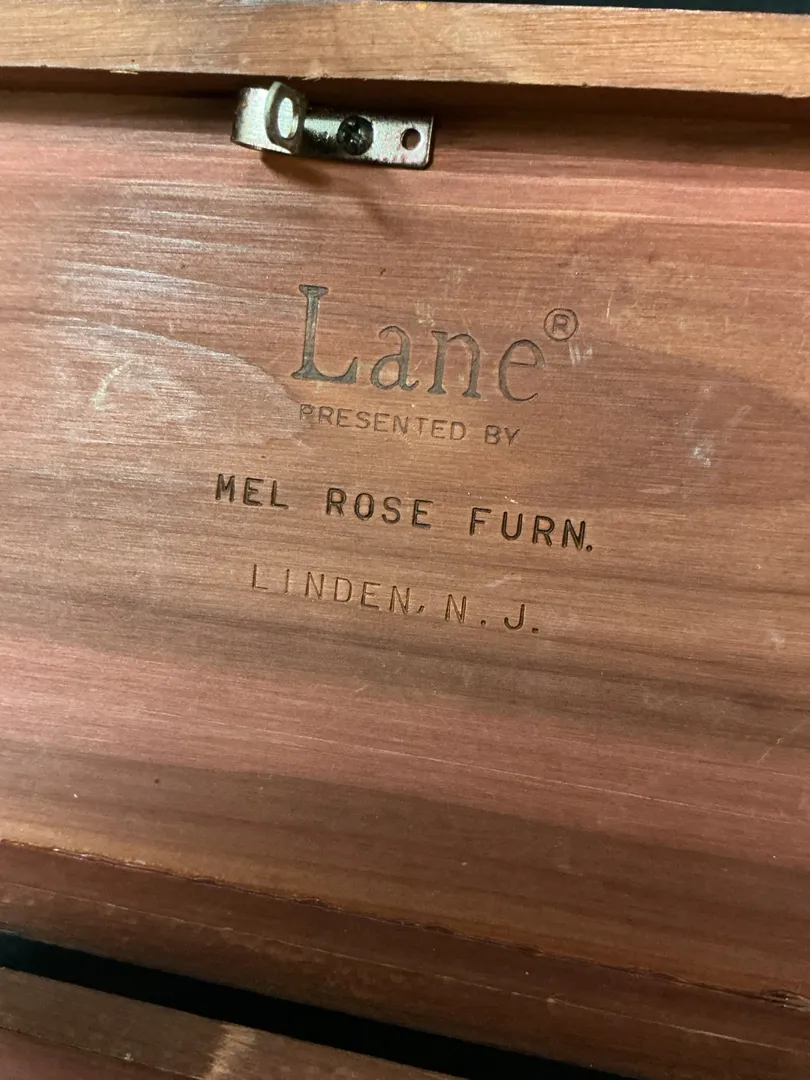 Lane®
PRESENTED BY
MEL ROSE FURN.
LINDEN, N.J.